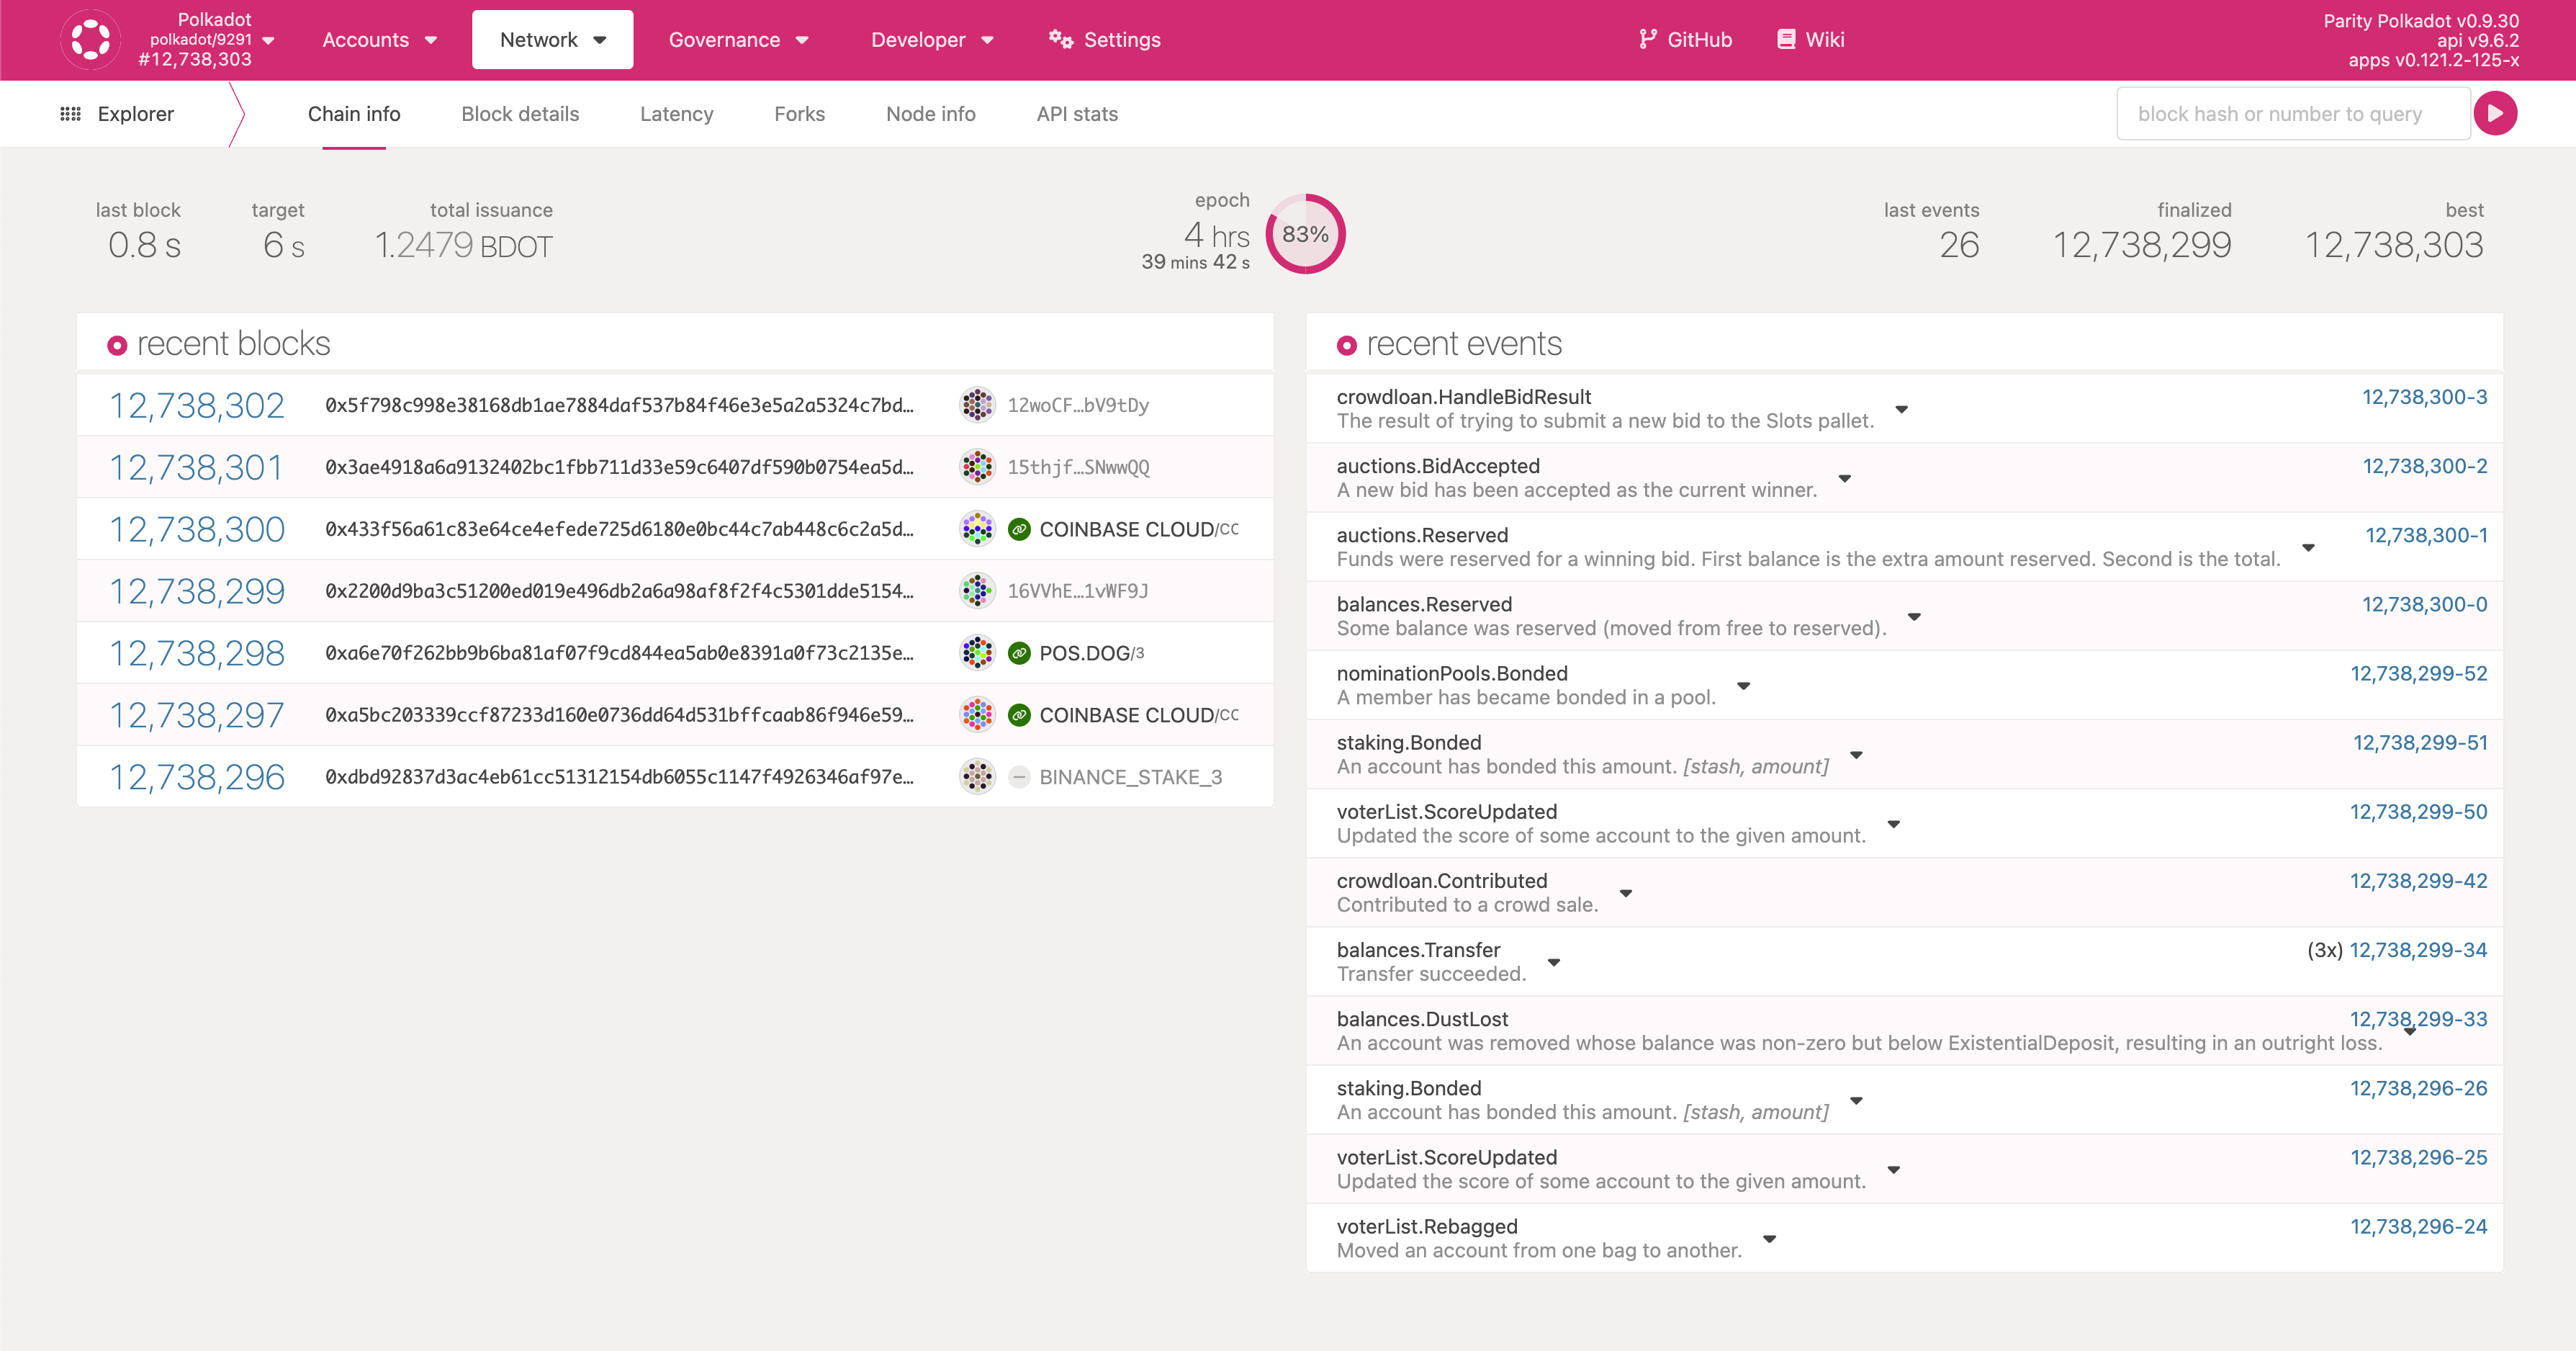 Polkadot
polkadot/9291
#12,738,303
Accounts
Network
Governance
Developer
Settings
GitHub
Wiki
Parity Polkadot v0.9.30
api v9.6.2
apps v0.121.2-125-x
Explorer
Chain info
Block details
Latency
Forks
Node info
API stats
block hash or number to query
last block
0.8 s
target
6 s
total issuance
1.2479 BDOT
epoch
4 hrs
39 mins 42 s
83%
last events
26
finalized
12,738,299
best
12,738,303
recent blocks
12,738,302 0x5f798c998e38168db1ae7884daf537b84f46e3e5a2a5324c7bd… 12woCF…bV9tDy
12,738,301 0x3ae4918a6a9132402bc1fbb711d33e59c6407df590b0754ea5d… 15thjf…SNwwQQ
12,738,300 0x433f56a61c83e64ce4efede725d6180e0bc44c7ab448c6c2a5d… COINBASE CLOUD/CC
12,738,299 0x2200d9ba3c51200ed019e496db2a6a98af8f2f4c5301dde5154… 16VVhE…1vWF9J
12,738,298 0xa6e70f262bb9b6ba81af07f9cd844ea5ab0e8391a0f73c2135e… POS.DOG/3
12,738,297 0xa5bc203339ccf87233d160e0736dd64d531bffcaab86f946e59… COINBASE CLOUD/CC
12,738,296 0xdbd92837d3ac4eb61cc51312154db6055c1147f4926346af97e… BINANCE_STAKE_3
recent events
crowdloan.HandleBidResult 12,738,300-3
The result of trying to submit a new bid to the Slots pallet.
auctions.BidAccepted 12,738,300-2
A new bid has been accepted as the current winner.
auctions.Reserved 12,738,300-1
Funds were reserved for a winning bid. First balance is the extra amount reserved. Second is the total.
balances.Reserved 12,738,300-0
Some balance was reserved (moved from free to reserved).
nominationPools.Bonded 12,738,299-52
A member has became bonded in a pool.
staking.Bonded 12,738,299-51
An account has bonded this amount. [stash, amount]
voterList.ScoreUpdated 12,738,299-50
Updated the score of some account to the given amount.
crowdloan.Contributed 12,738,299-42
Contributed to a crowd sale.
balances.Transfer (3x) 12,738,299-34
Transfer succeeded.
balances.DustLost 12,738,299-33
An account was removed whose balance was non-zero but below ExistentialDeposit, resulting in an outright loss.
staking.Bonded 12,738,296-26
An account has bonded this amount. [stash, amount]
voterList.ScoreUpdated 12,738,296-25
Updated the score of some account to the given amount.
voterList.Rebagged 12,738,296-24
Moved an account from one bag to another.